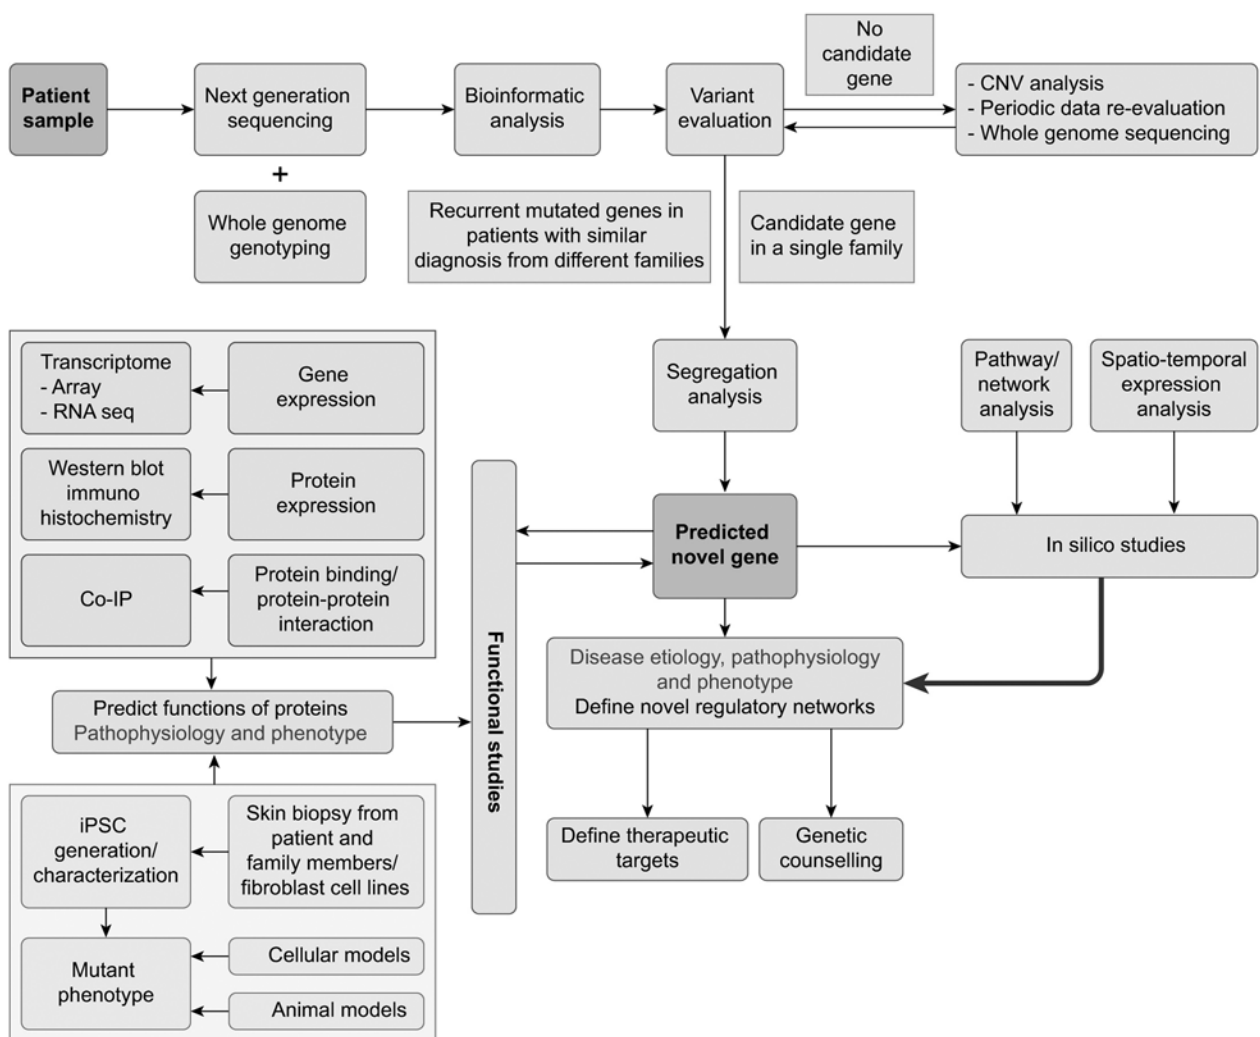 No
candidate
gene
Patient
sample
Next generation
sequencing
Bioinformatic
analysis
Variant
evaluation
- CNV analysis
- Periodic data re-evaluation
- Whole genome sequencing
+
Whole genome
genotyping
Recurrent mutated genes in
patients with similar
diagnosis from different families
Candidate gene
in a single family
Transcriptome
- Array
- RNA seq
Gene
expression
Segregation
analysis
Pathway/
network
analysis
Spatio-temporal
expression
analysis
Western blot
immuno
histochemistry
Protein
expression
Functional studies
Predicted
novel gene
In silico studies
Co-IP
Protein binding/
protein-protein
interaction
Disease etiology, pathophysiology
and phenotype
Define novel regulatory networks
Predict functions of proteins
Pathophysiology and phenotype
iPSC
generation/
characterization
Skin biopsy from
patient and
family members/
fibroblast cell lines
Define therapeutic
targets
Genetic
counselling
Mutant
phenotype
Cellular models
Animal models